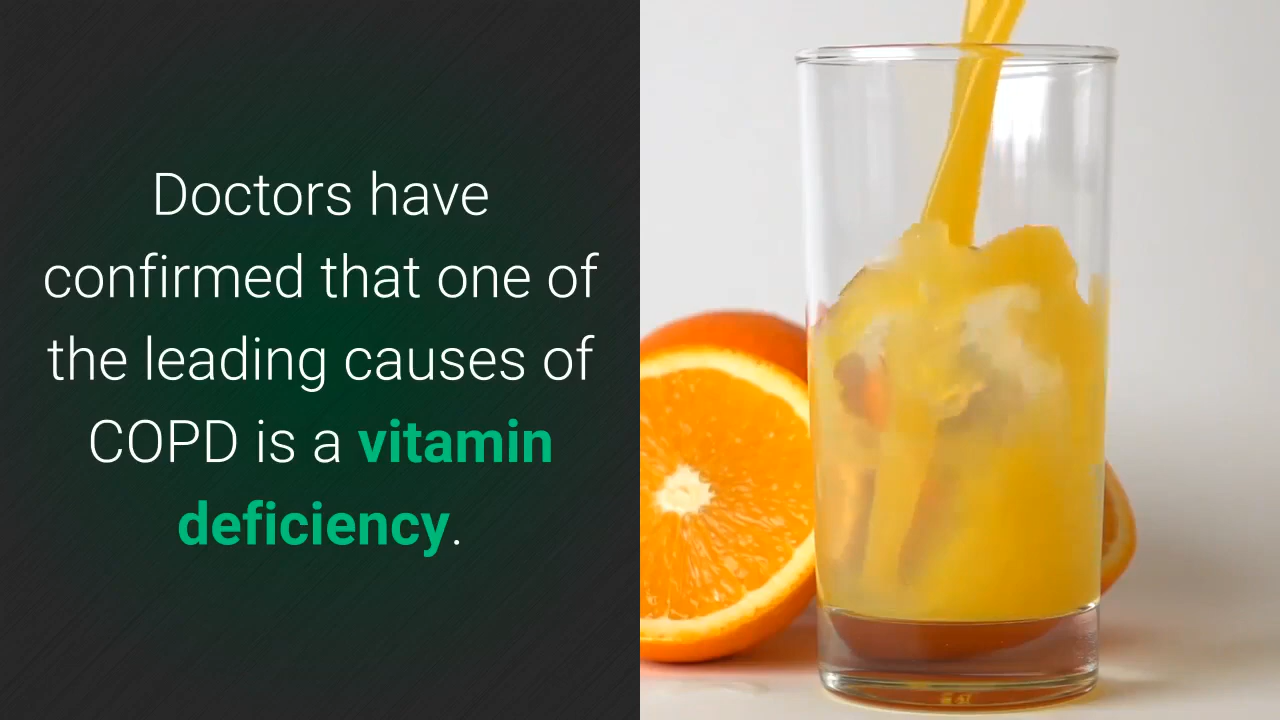 Doctors have
confirmed that one of
the leading causes of
COPD is a vitamin
deficiency.